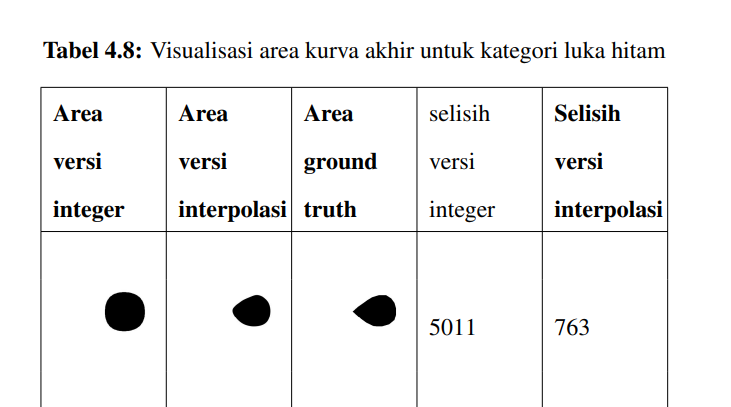 Tabel 4.8: Visualisasi area kurva akhir untuk kategori luka hitam
Area versi integer
Area versi interpolasi
Area ground truth
selisih versi integer
Selisih versi interpolasi
5011
763